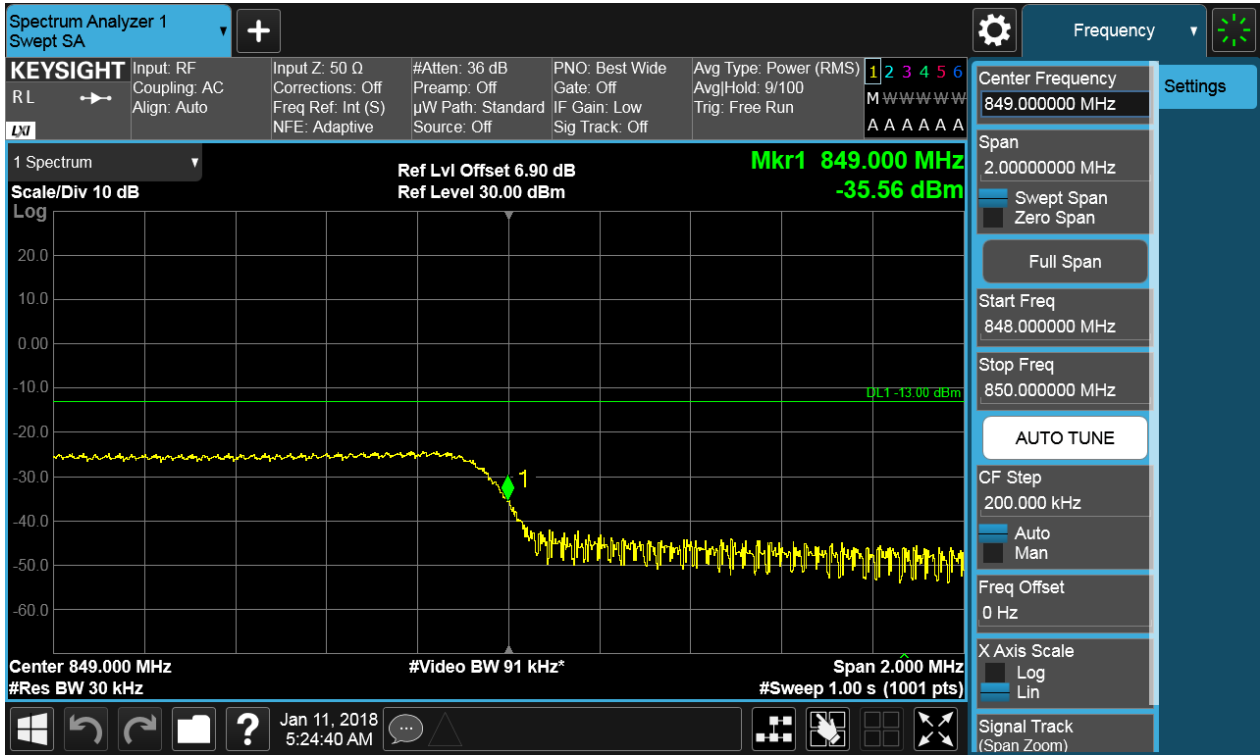 Spectrum Analyzer 1
Swept SA
+
Frequency
KEYSIGHT
RL
LXI
Input: RF
Coupling: AC
Align: Auto
Input Z: 50 Ω
Corrections: Off
Freq Ref: Int (S)
NFE: Adaptive
#Atten: 36 dB
Preamp: Off
µW Path: Standard
Source: Off
PNO: Best Wide
Gate: Off
IF Gain: Low
Sig Track: Off
Avg Type: Power (RMS)
Avg|Hold: 9/100
Trig: Free Run
1 2 3 4 5 6
M W W W W W
A A A A A A
1 Spectrum
Scale/Div 10 dB
Log
Ref Lvl Offset 6.90 dB
Ref Level 30.00 dBm
Mkr1 849.000 MHz
-35.56 dBm
20.0
10.0
0.00
-10.0
DL1 -13.00 dBm
-20.0
-30.0
1
-40.0
-50.0
-60.0
Center 849.000 MHz
#Res BW 30 kHz
#Video BW 91 kHz*
Span 2.000 MHz
#Sweep 1.00 s (1001 pts)
Center Frequency
849.000000 MHz
Settings
Span
2.00000000 MHz
Swept Span
Zero Span
Full Span
Start Freq
848.000000 MHz
Stop Freq
850.000000 MHz
AUTO TUNE
CF Step
200.000 kHz
Auto
Man
Freq Offset
0 Hz
X Axis Scale
Log
Lin
Signal Track
(Span Zoom)
?
Jan 11, 2018
5:24:40 AM